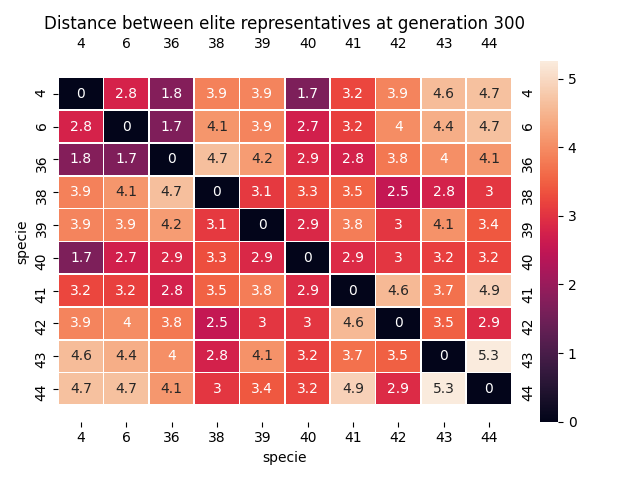 Distance between elite representatives at generation 300
4 6 36 38 39 40 41 42 43 44
4 0 2.8 1.8 3.9 3.9 1.7 3.2 3.9 4.6 4.7 4
6 2.8 0 1.7 4.1 3.9 2.7 3.2 4 4.4 4.7 6
36 1.8 1.7 0 4.7 4.2 2.9 2.8 3.8 4 4.1 36
38 3.9 4.1 4.7 0 3.1 3.3 3.5 2.5 2.8 3 38
39 3.9 3.9 4.2 3.1 0 2.9 3.8 3 4.1 3.4 39
40 1.7 2.7 2.9 3.3 2.9 0 2.9 3 3.2 3.2 40
41 3.2 3.2 2.8 3.5 3.8 2.9 0 4.6 3.7 4.9 41
42 3.9 4 3.8 2.5 3 3 4.6 0 3.5 2.9 42
43 4.6 4.4 4 2.8 4.1 3.2 3.7 3.5 0 5.3 43
44 4.7 4.7 4.1 3 3.4 3.2 4.9 2.9 5.3 0 44
4 6 36 38 39 40 41 42 43 44
specie
specie
5
4
3
2
1
0